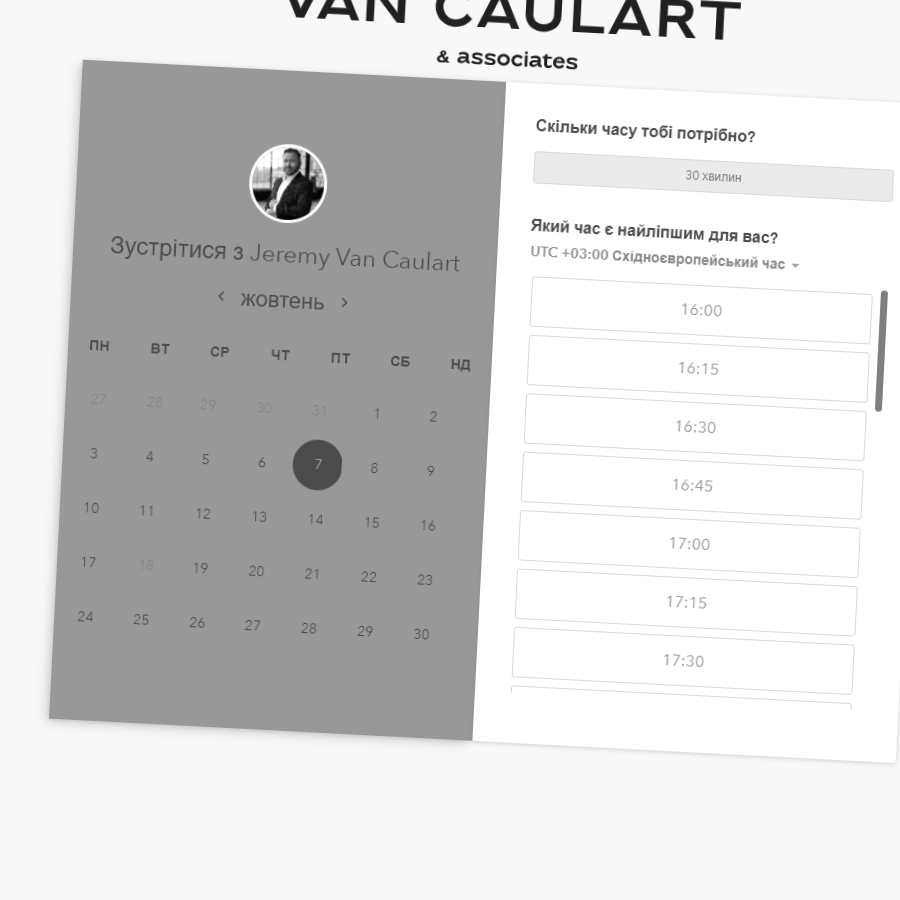 VAN CAULART
& associates
Зустрітися з Jeremy Van Caulart
жовтень
ПН ВТ СР ЧТ ПТ СБ НД
27 28 29 30 31 1 2
3 4 5 6 7 8 9
10 11 12 13 14 15 16
17 18 19 20 21 22 23
24 25 26 27 28 29 30
Скільки часу тобі потрібно?
30 хвилин
Який час є найліпшим для вас?
UTC +03:00 Східноєвропейський час
16:00
16:15
16:30
16:45
17:00
17:15
17:30